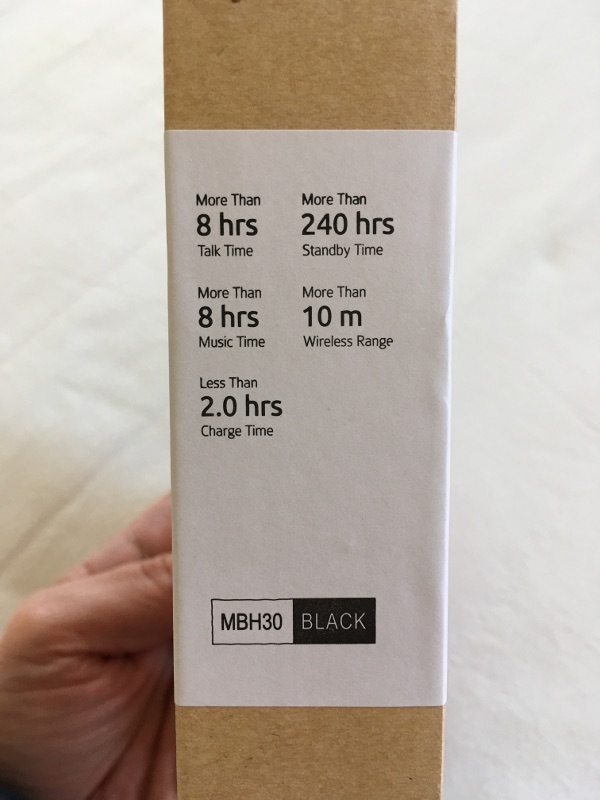 More Than
8 hrs
Talk Time
More Than
240 hrs
Standby Time
More Than
8 hrs
Music Time
More Than
10 m
Wireless Range
Less Than
2.0 hrs
Charge Time
MBH30 BLACK